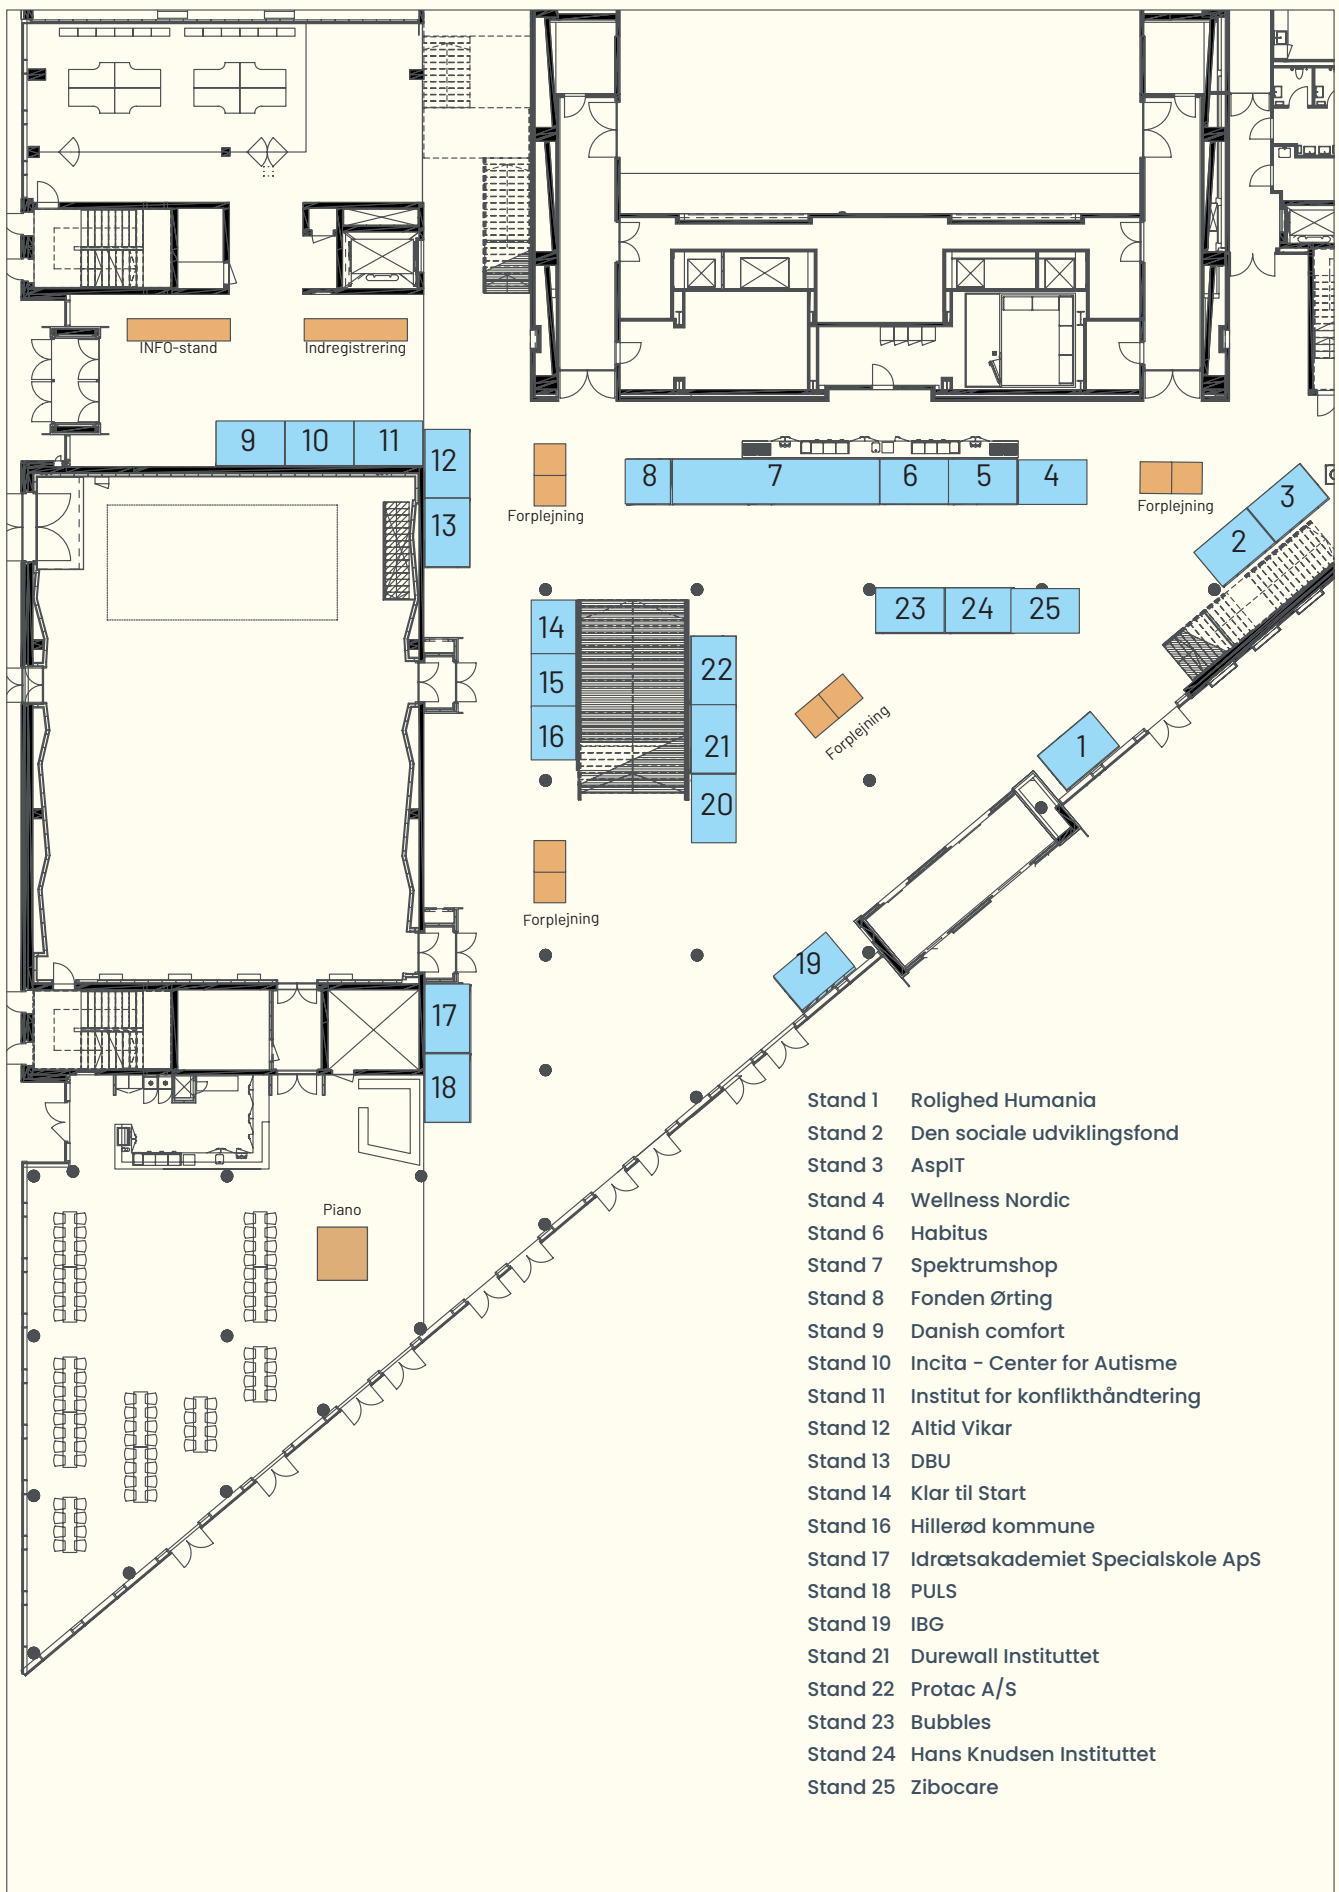 INFO-stand
Indregistrering
9
10
11
12
13
Forplejning
8
7
6
5
4
Forplejning
3
2
14
15
16
22
21
20
23
24
25
Forplejning
1
Forplejning
19
17
18
Piano
Stand 1 Rolighed Humania
Stand 2 Den sociale udviklingsfond
Stand 3 AspIT
Stand 4 Wellness Nordic
Stand 6 Habitus
Stand 7 Spektrumshop
Stand 8 Fonden Ørting
Stand 9 Danish comfort
Stand 10 Incita - Center for Autisme
Stand 11 Institut for konflikthåndtering
Stand 12 Altid Vikar
Stand 13 DBU
Stand 14 Klar til Start
Stand 16 Hillerød kommune
Stand 17 Idrætsakademiet Specialskole ApS
Stand 18 PULS
Stand 19 IBG
Stand 21 Durewall Instituttet
Stand 22 Protac A/S
Stand 23 Bubbles
Stand 24 Hans Knudsen Instituttet
Stand 25 Zibocare